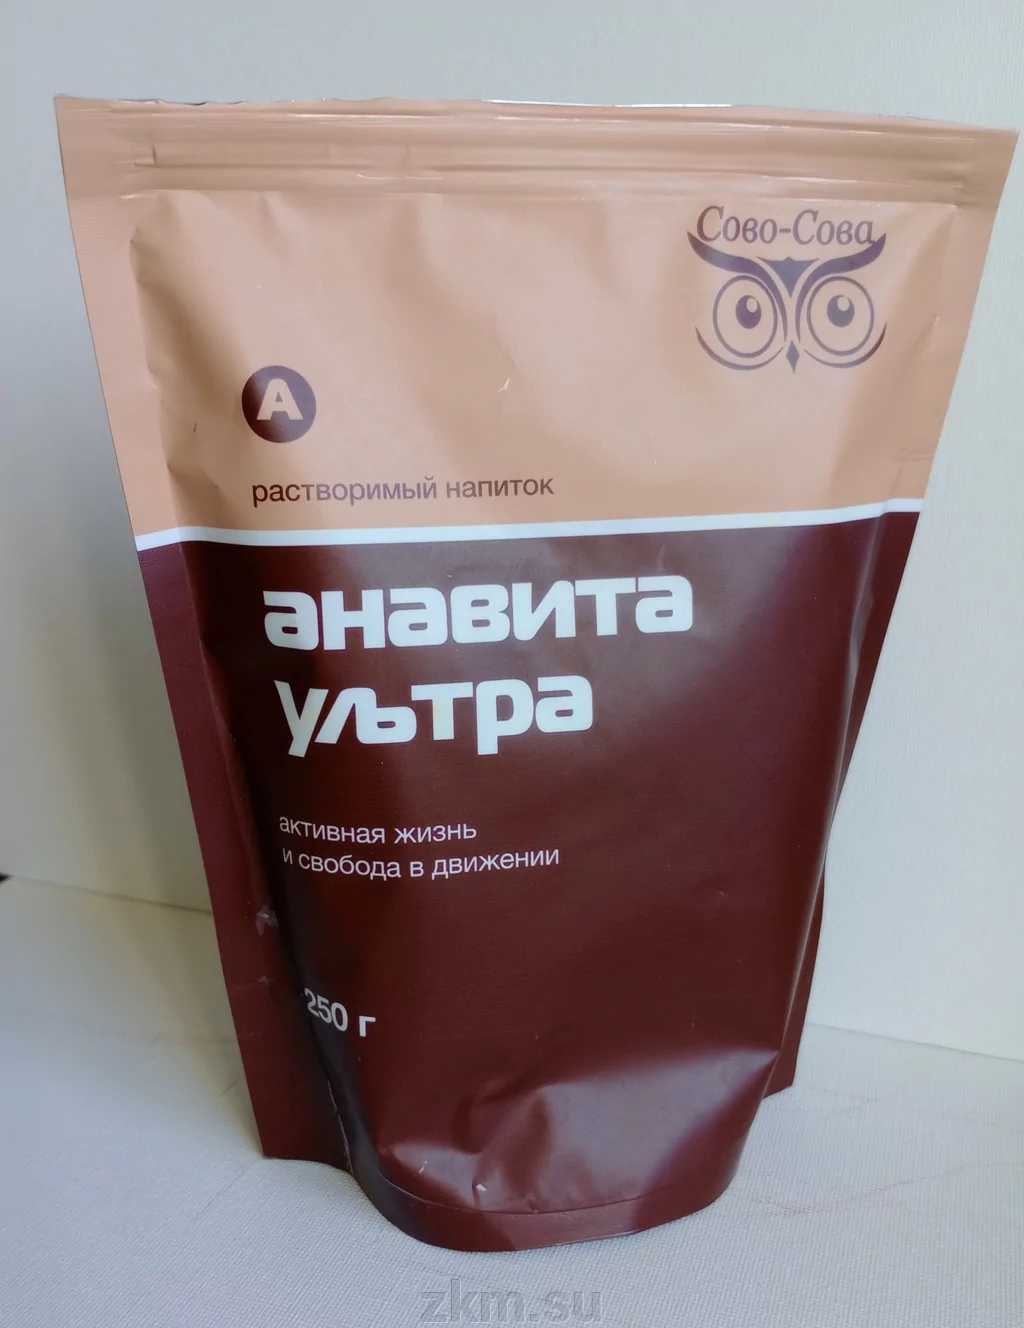 Сово-Сова
А
растворимый напиток
анавита
ультра
активная жизнь
и свобода в движении
250 г
zkm.su